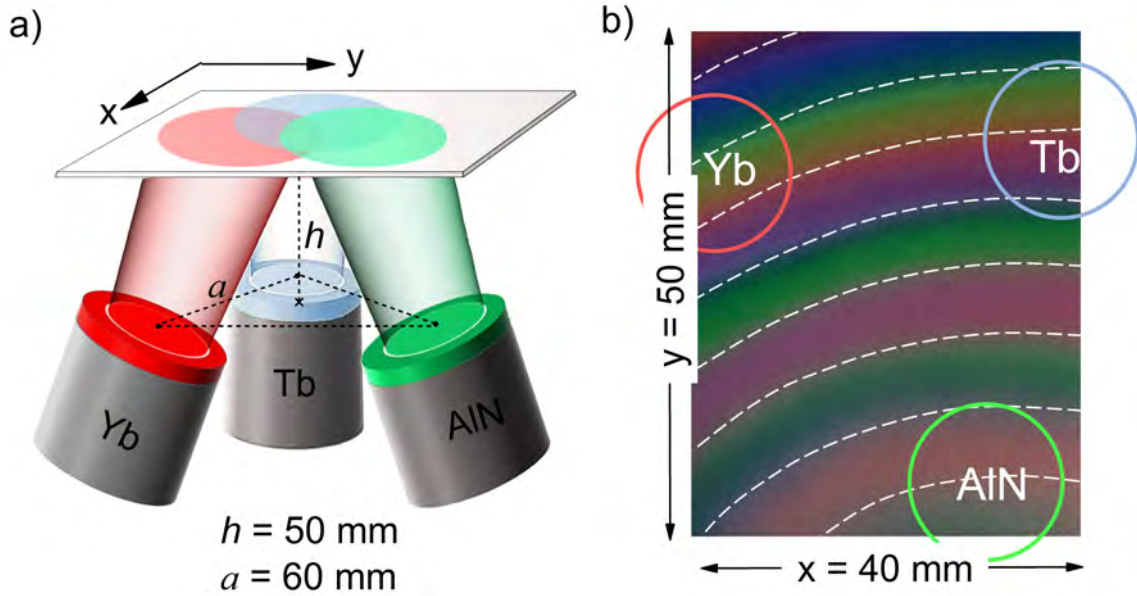 a)
x
y
h
a
Yb
Tb
AlN
h = 50 mm
a = 60 mm
b)
Yb
Tb
y = 50 mm
AlN
x = 40 mm